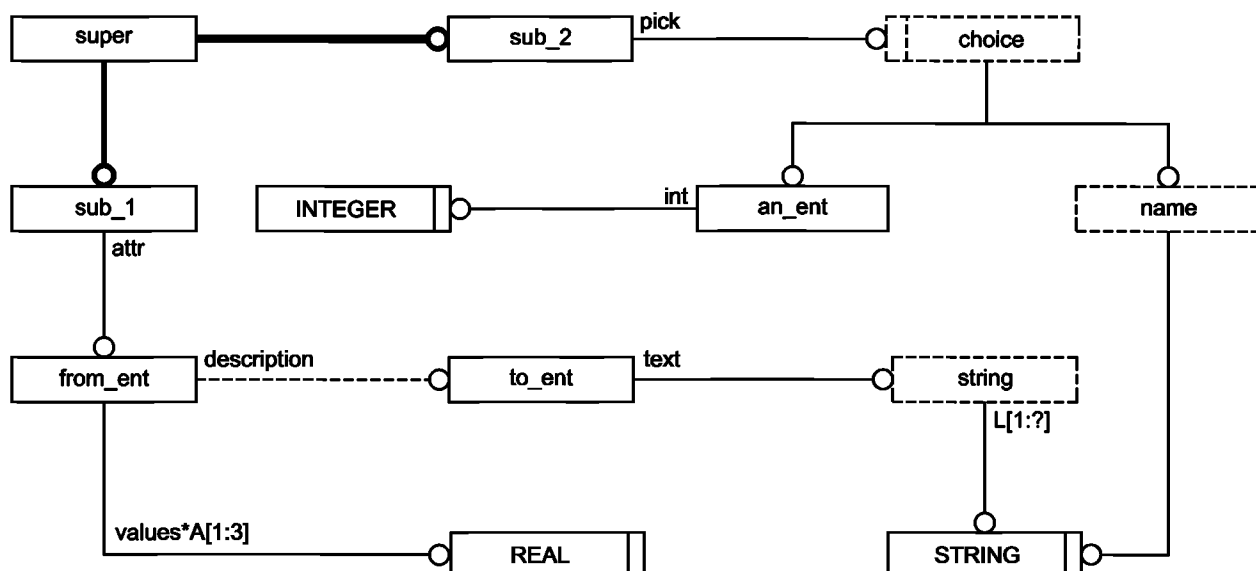 super
sub_2
pick
choice
sub_1
attr
INTEGER
int
an_ent
name
from_ent
description
to_ent
text
string
L[1:?]
values*A[1:3]
REAL
STRING